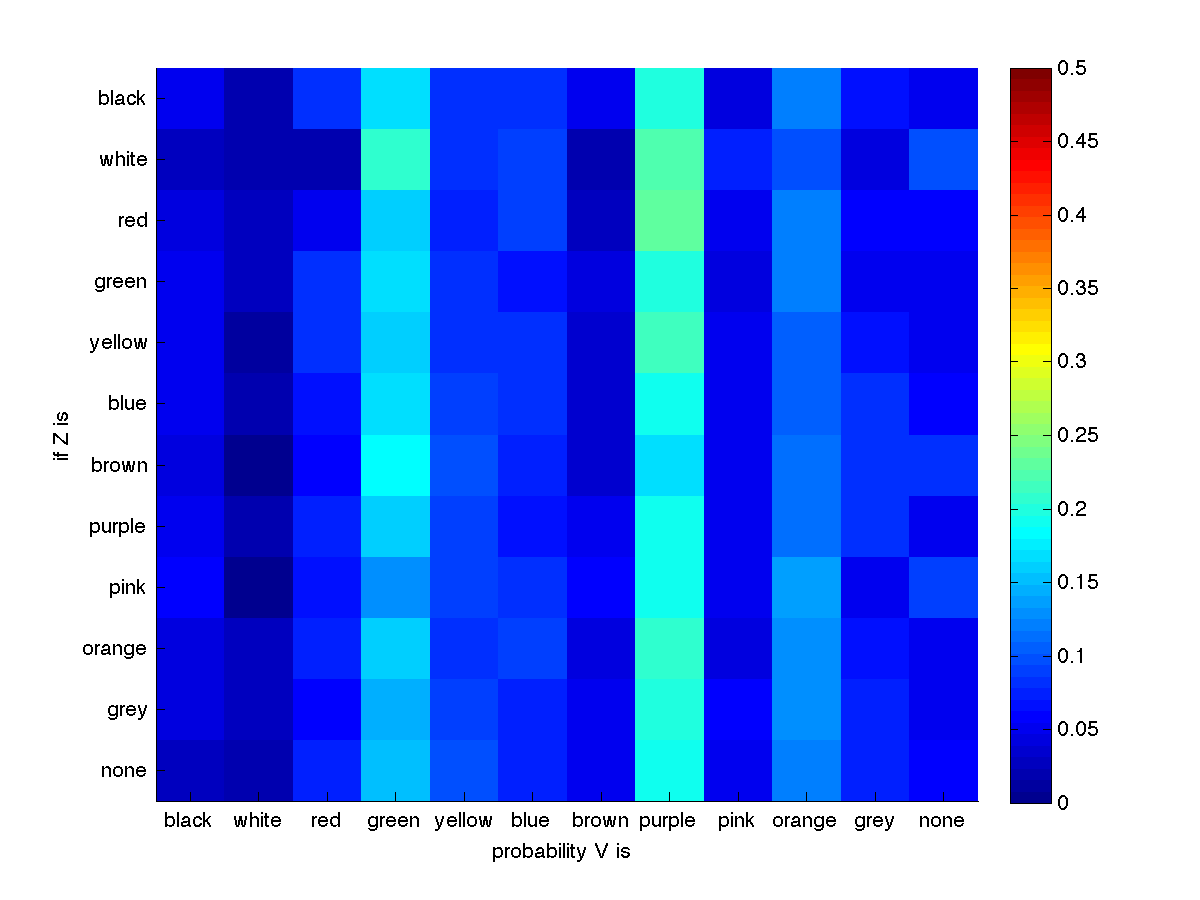 if Z is
black
white
red
green
yellow
blue
brown
purple
pink
orange
grey
none
black white red green yellow blue brown purple pink orange grey none
probability V is
0.5
0.45
0.4
0.35
0.3
0.25
0.2
0.15
0.1
0.05
0